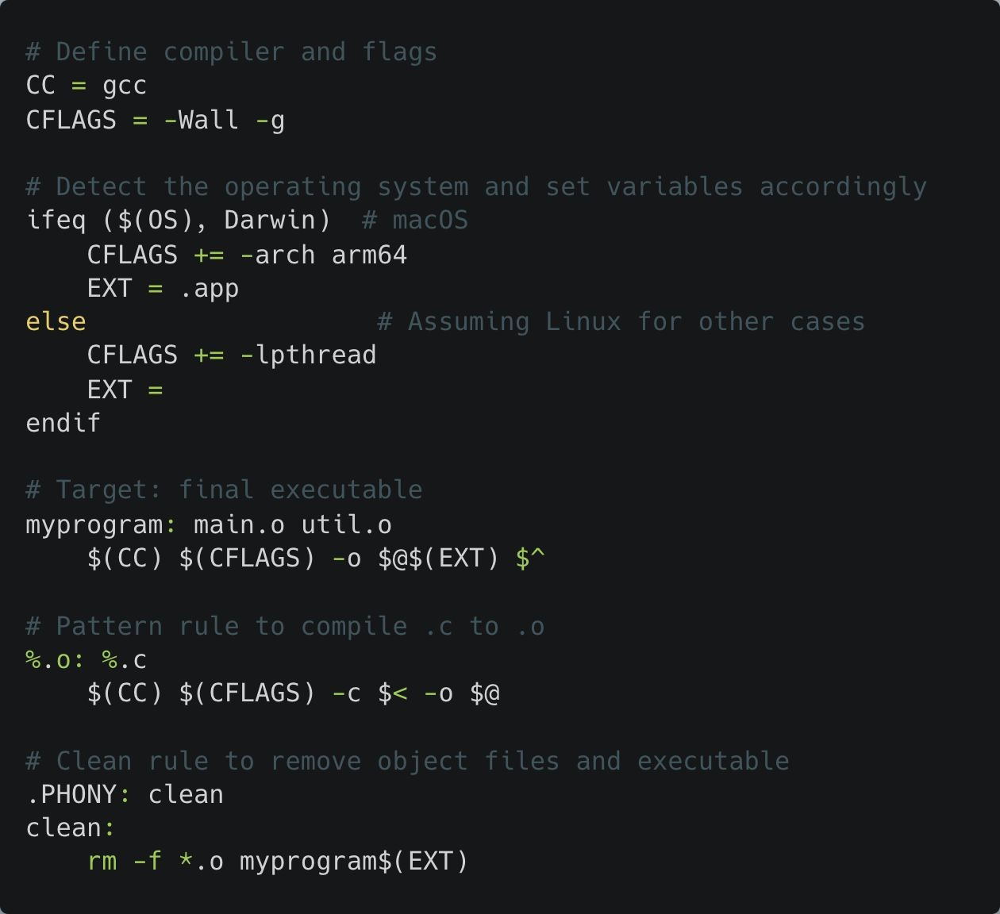 # Define compiler and flags
CC = gcc
CFLAGS = -Wall -g

# Detect the operating system and set variables accordingly
ifeq ($(OS), Darwin)  # macOS
    CFLAGS += -arch arm64
    EXT = .app
else                   # Assuming Linux for other cases
    CFLAGS += -lpthread
    EXT =
endif

# Target: final executable
myprogram: main.o util.o
    $(CC) $(CFLAGS) -o $@$(EXT) $^

# Pattern rule to compile .c to .o
%.o: %.c
    $(CC) $(CFLAGS) -c $< -o $@

# Clean rule to remove object files and executable
.PHONY: clean
clean:
    rm -f *.o myprogram$(EXT)